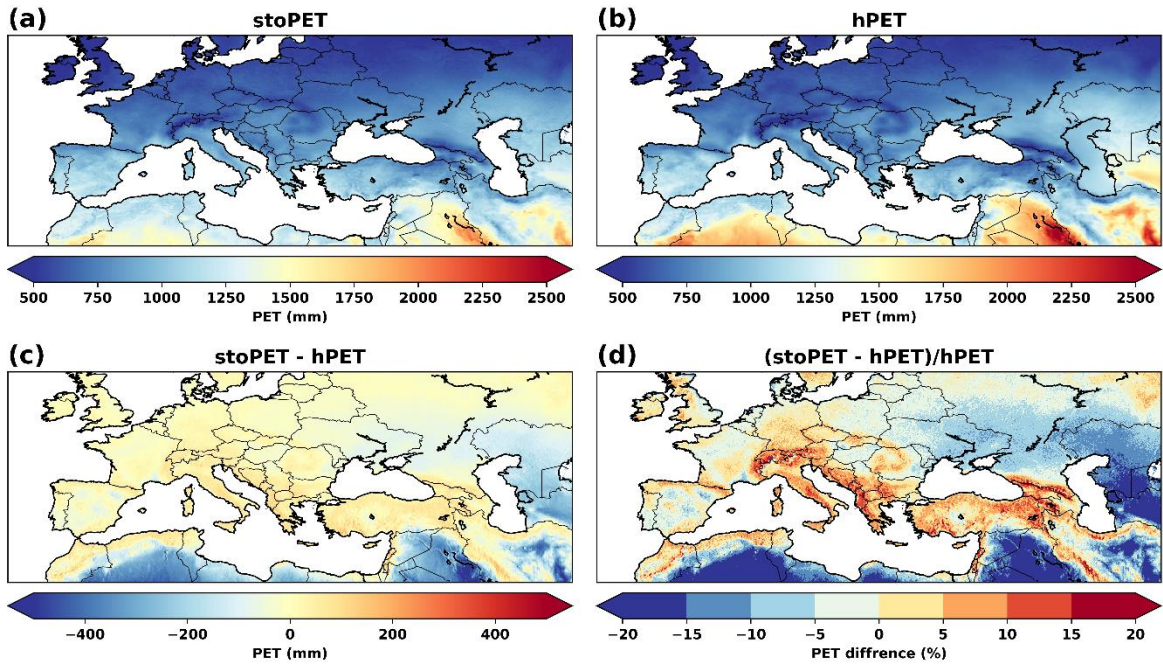 (a) stoPET
(b) hPET
500 750 1000 1250 1500 1750 2000 2250 2500
PET (mm)
500 750 1000 1250 1500 1750 2000 2250 2500
PET (mm)
(c) stoPET - hPET
(d) (stoPET - hPET)/hPET
−400 −200 0 200 400
PET (mm)
−20 −15 −10 −5 0 5 10 15 20
PET diffrence (%)